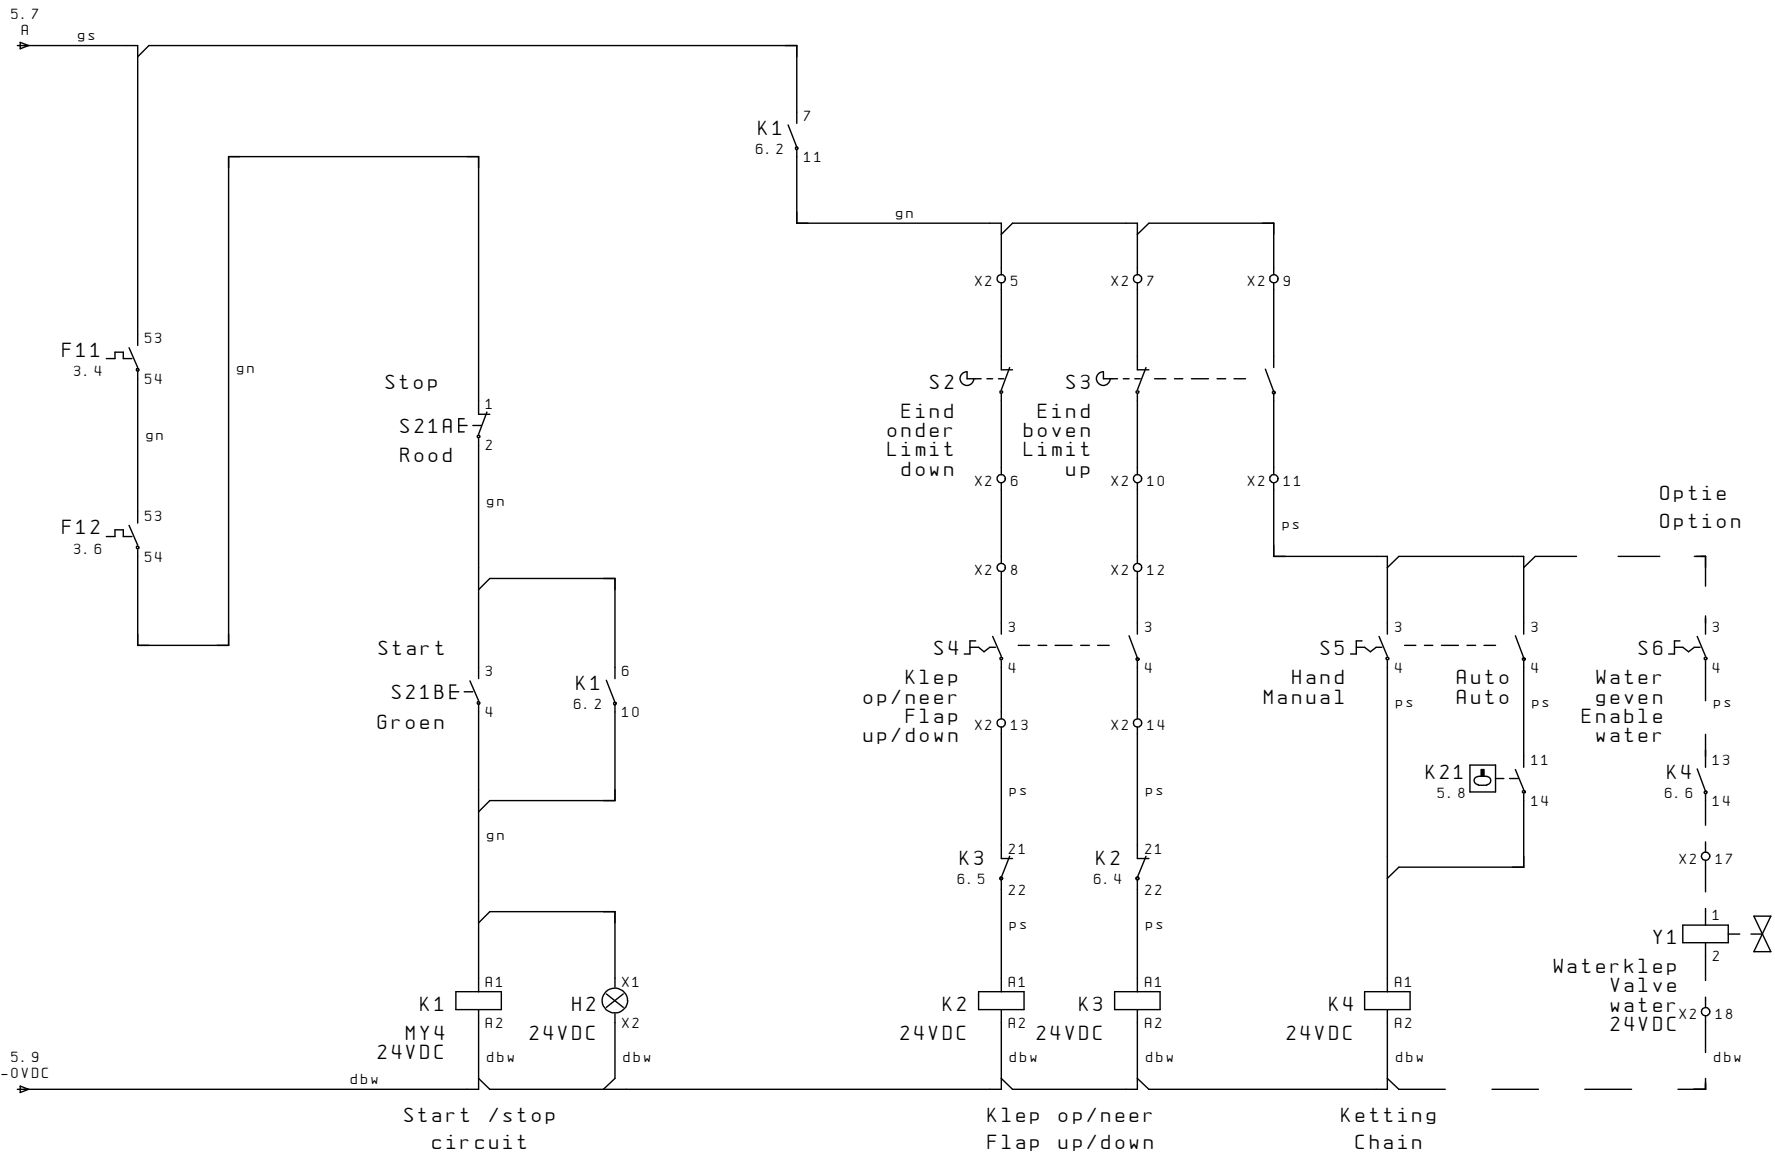 5.7
A
gs
K1
6.2
7
11
gn
X2 5
X2 7
X2 9
F11
3.4
53
54
gn
gn
F12
3.6
53
54
Stop
S21A
Rood
1
2
gn
S2
Eind
onder
Limit
down
S3
Eind
boven
Limit
up
X2 6
X2 10
X2 11
ps
Optie
Option
X2 8
X2 12
Start
S21B
Groen
3
4
K1
6.2
6
10
S4
3
4
Klep
op/neer
Flap
up/down
3
4
S5
3
4
Hand
Manual
ps
3
4
Auto
Auto
ps
S6
3
4
Water
geven
Enable
water
ps
X2 13
X2 14
ps
ps
K21
5.8
11
14
K4
6.6
13
14
gn
K3
6.5
21
22
K2
6.4
21
22
X2 17
ps
ps
Y1
1
2
Waterklep
Valve
water
24VDC
X2 18
K1
MY4
24VDC
A1
A2
dbw
H2
24VDC
X1
X2
dbw
K2
24VDC
A1
A2
dbw
K3
24VDC
A1
A2
dbw
K4
24VDC
A1
A2
dbw
dbw
5.9
-0VDC
dbw
Start /stop
circuit
Klep op/neer
Flap up/down
Ketting
Chain